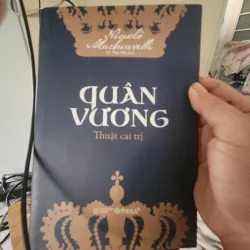 Niccolò
Machiavelli
QUÂN
VƯƠNG
Thuật cai trị